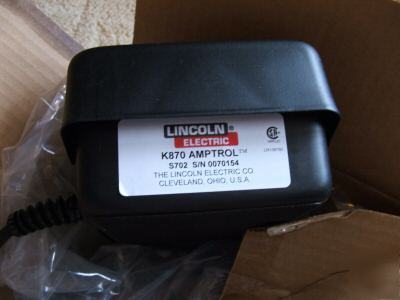 LINCOLN
ELECTRIC
K870 AMPTROL™
S702 S/N 0070154
THE LINCOLN ELECTRIC CO
CLEVELAND, OHIO, U.S.A.